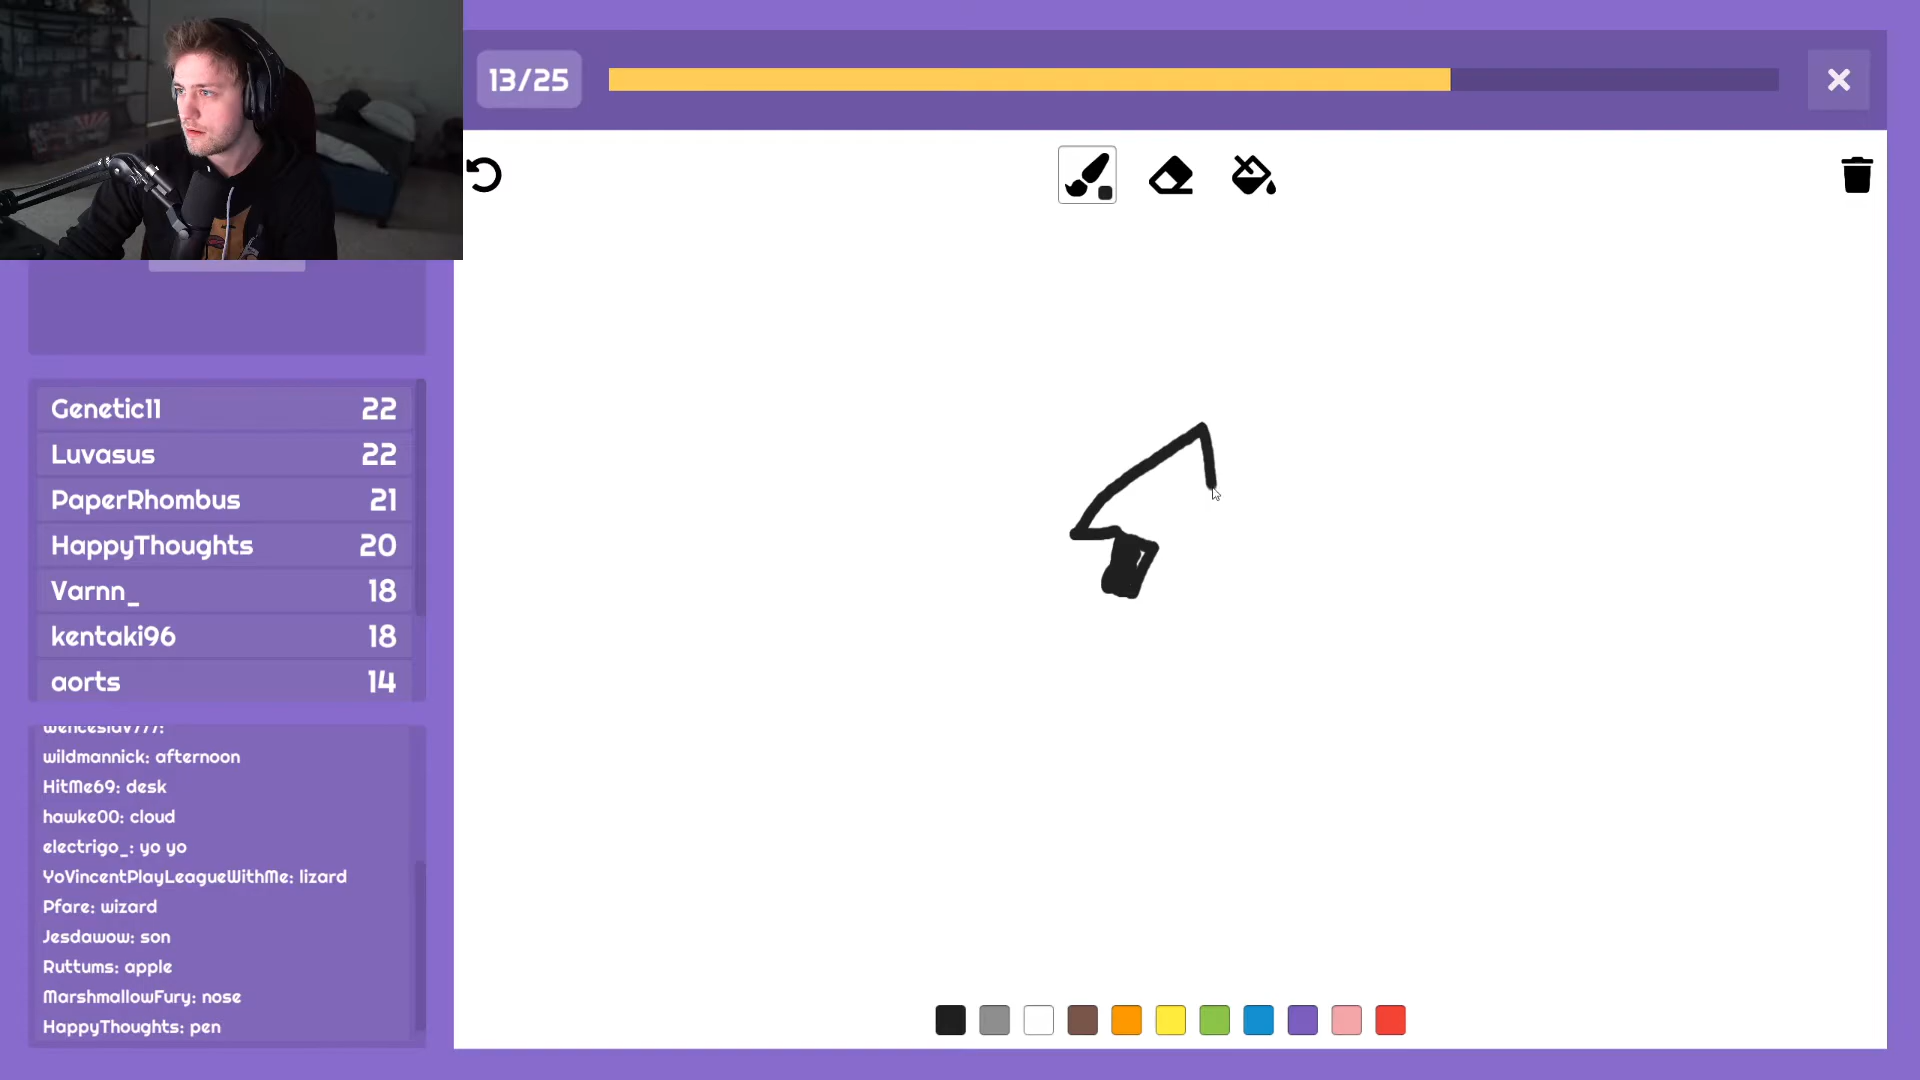 13/25
Genetic11 22
Luvasus 22
PaperRhombus 21
HappyThoughts 20
Varnn_ 18
kentaki96 18
aorts 14
wenceslav777:
wildmannick: afternoon
HitMe69: desk
hawke00: cloud
electrigo_: yo yo
YoVincentPlayLeagueWithMe: lizard
Pfare: wizard
Jesdawow: son
Ruttums: apple
MarshmallowFury: nose
HappyThoughts: pen